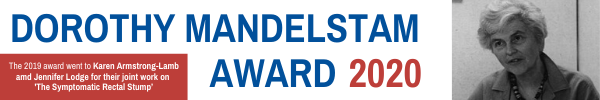 DOROTHY MANDELSTAM
AWARD 2020
The 2019 award went to Karen Armstrong-Lamb
and Jennifer Lodge for their joint work on
'The Symptomatic Rectal Stump'